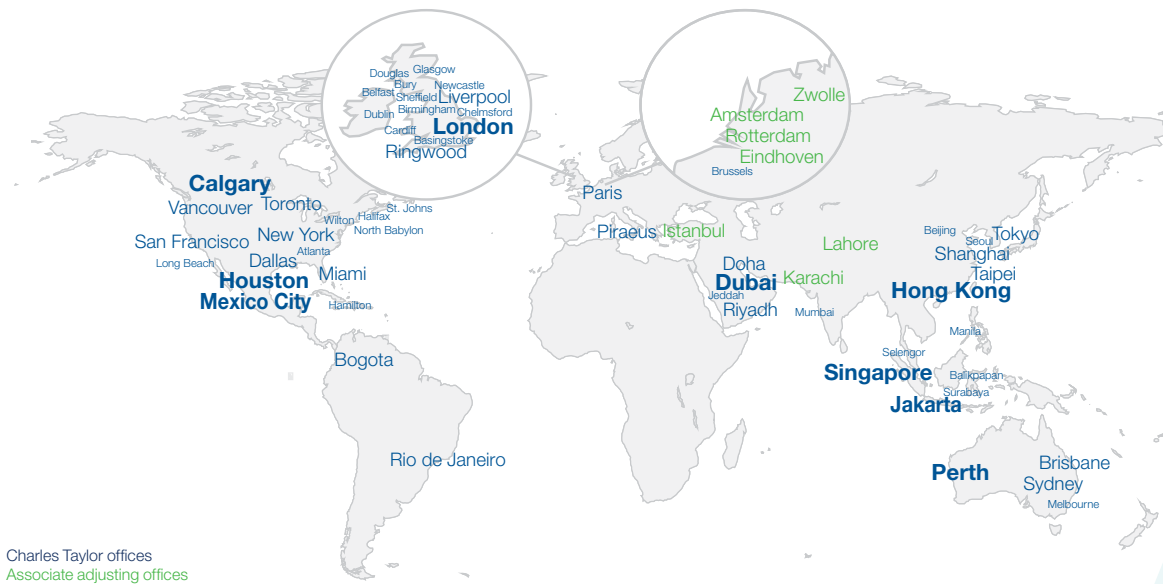 Douglas
Glasgow
Bury
Newcastle
Belfast
Sheffield
Liverpool
Dublin
Birmingham
Chelmsford
Cardiff
London
Basingstoke
Ringwood
Zwolle
Amsterdam
Rotterdam
Eindhoven
Brussels
Calgary
Vancouver
Toronto
St. Johns
Wilton
Halifax
North Babylon
San Francisco
New York
Atlanta
Long Beach
Dallas
Miami
Houston
Mexico City
Hamilton
Bogota
Rio de Janeiro
Paris
Piraeus
Istanbul
Doha
Dubai
Jeddah
Riyadh
Lahore
Karachi
Mumbai
Beijing
Seoul
Tokyo
Shanghai
Taipei
Hong Kong
Manila
Selengor
Singapore
Balikpapan
Surabaya
Jakarta
Perth
Brisbane
Sydney
Melbourne
Charles Taylor offices
Associate adjusting offices